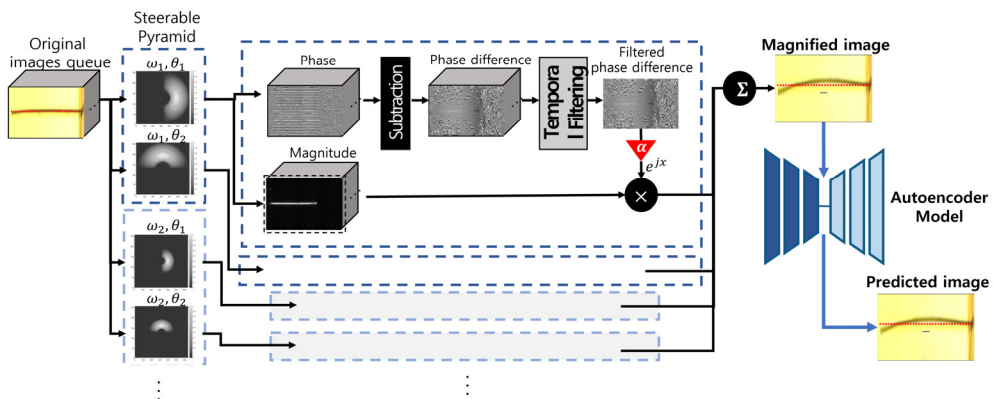 Original
images queue
Steerable
Pyramid
ω₁, θ₁
ω₁, θ₂
ω₂, θ₁
ω₂, θ₂
Phase
Subtraction
Phase difference
Tempora
l Filtering
Filtered
phase difference
α
e^{jx}
×
Magnitude
Σ
Magnified image
Autoencoder
Model
Predicted image